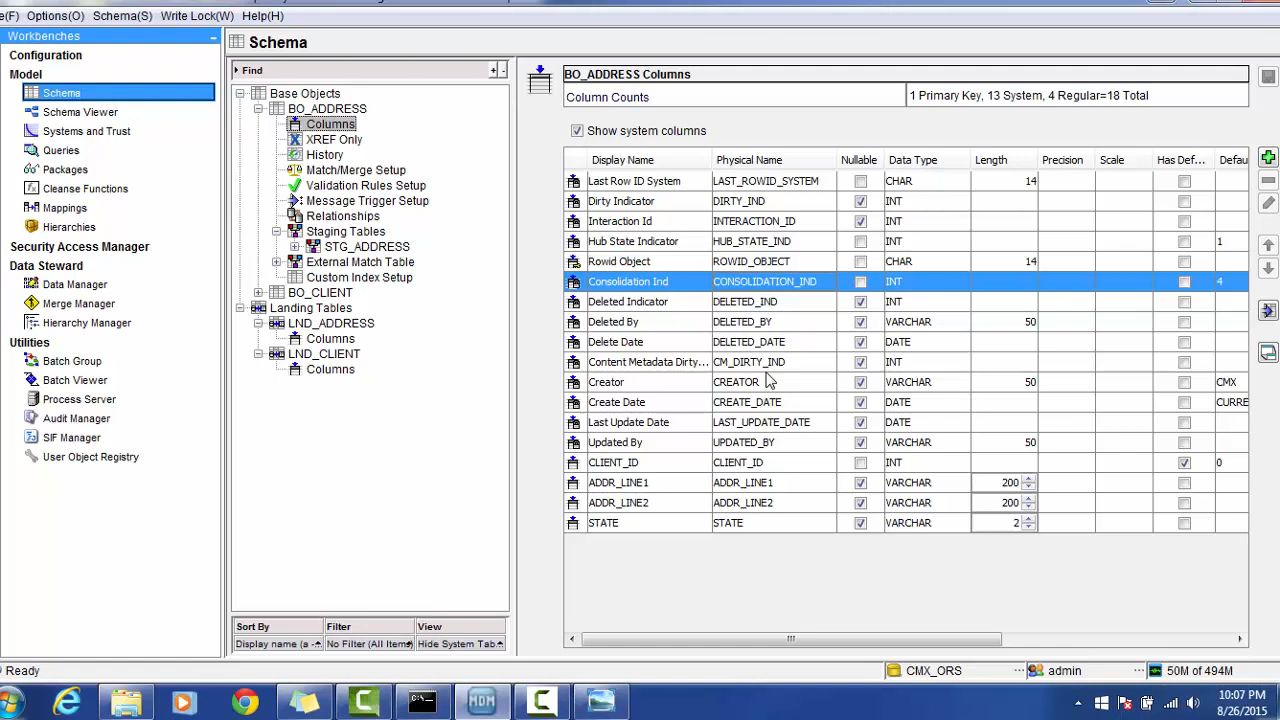 e(F) Options(O) Schema(S) Write Lock(W) Help(H)
Workbenches
Configuration
Model
Schema
Schema Viewer
Systems and Trust
Queries
Packages
Cleanse Functions
Mappings
Hierarchies
Security Access Manager
Data Steward
Data Manager
Merge Manager
Hierarchy Manager
Utilities
Batch Group
Batch Viewer
Process Server
Audit Manager
SIF Manager
User Object Registry
Schema
Find + -
Base Objects
BO_ADDRESS
Columns
XREF Only
History
Match/Merge Setup
Validation Rules Setup
Message Trigger Setup
Relationships
Staging Tables
STG_ADDRESS
External Match Table
Custom Index Setup
BO_CLIENT
Landing Tables
LND_ADDRESS
Columns
LND_CLIENT
Columns
Sort By Filter View
Display name (a No Filter (All Items) Hide System Tab..
BO_ADDRESS Columns
Column Counts 1 Primary Key, 13 System, 4 Regular=18 Total
Show system columns
Display Name Physical Name Nullable Data Type Length Precision Scale Has Def... Defau
Last Row ID System LAST_ROWID_SYSTEM CHAR 14
Dirty Indicator DIRTY_IND INT
Interaction Id INTERACTION_ID INT
Hub State Indicator HUB_STATE_IND INT 1
Rowid Object ROWID_OBJECT CHAR 14
Consolidation Ind CONSOLIDATION_IND INT 4
Deleted Indicator DELETED_IND INT
Deleted By DELETED_BY VARCHAR 50
Delete Date DELETED_DATE DATE
Content Metadata Dirty... CM_DIRTY_IND INT
Creator CREATOR VARCHAR 50 CMX
Create Date CREATE_DATE DATE CURRE
Last Update Date LAST_UPDATE_DATE DATE
Updated By UPDATED_BY VARCHAR 50
CLIENT_ID CLIENT_ID INT 0
ADDR_LINE1 ADDR_LINE1 VARCHAR 200
ADDR_LINE2 ADDR_LINE2 VARCHAR 200
STATE STATE VARCHAR 2
Ready CMX_ORS admin 50M of 494M
MDM
10:07 PM
8/26/2015